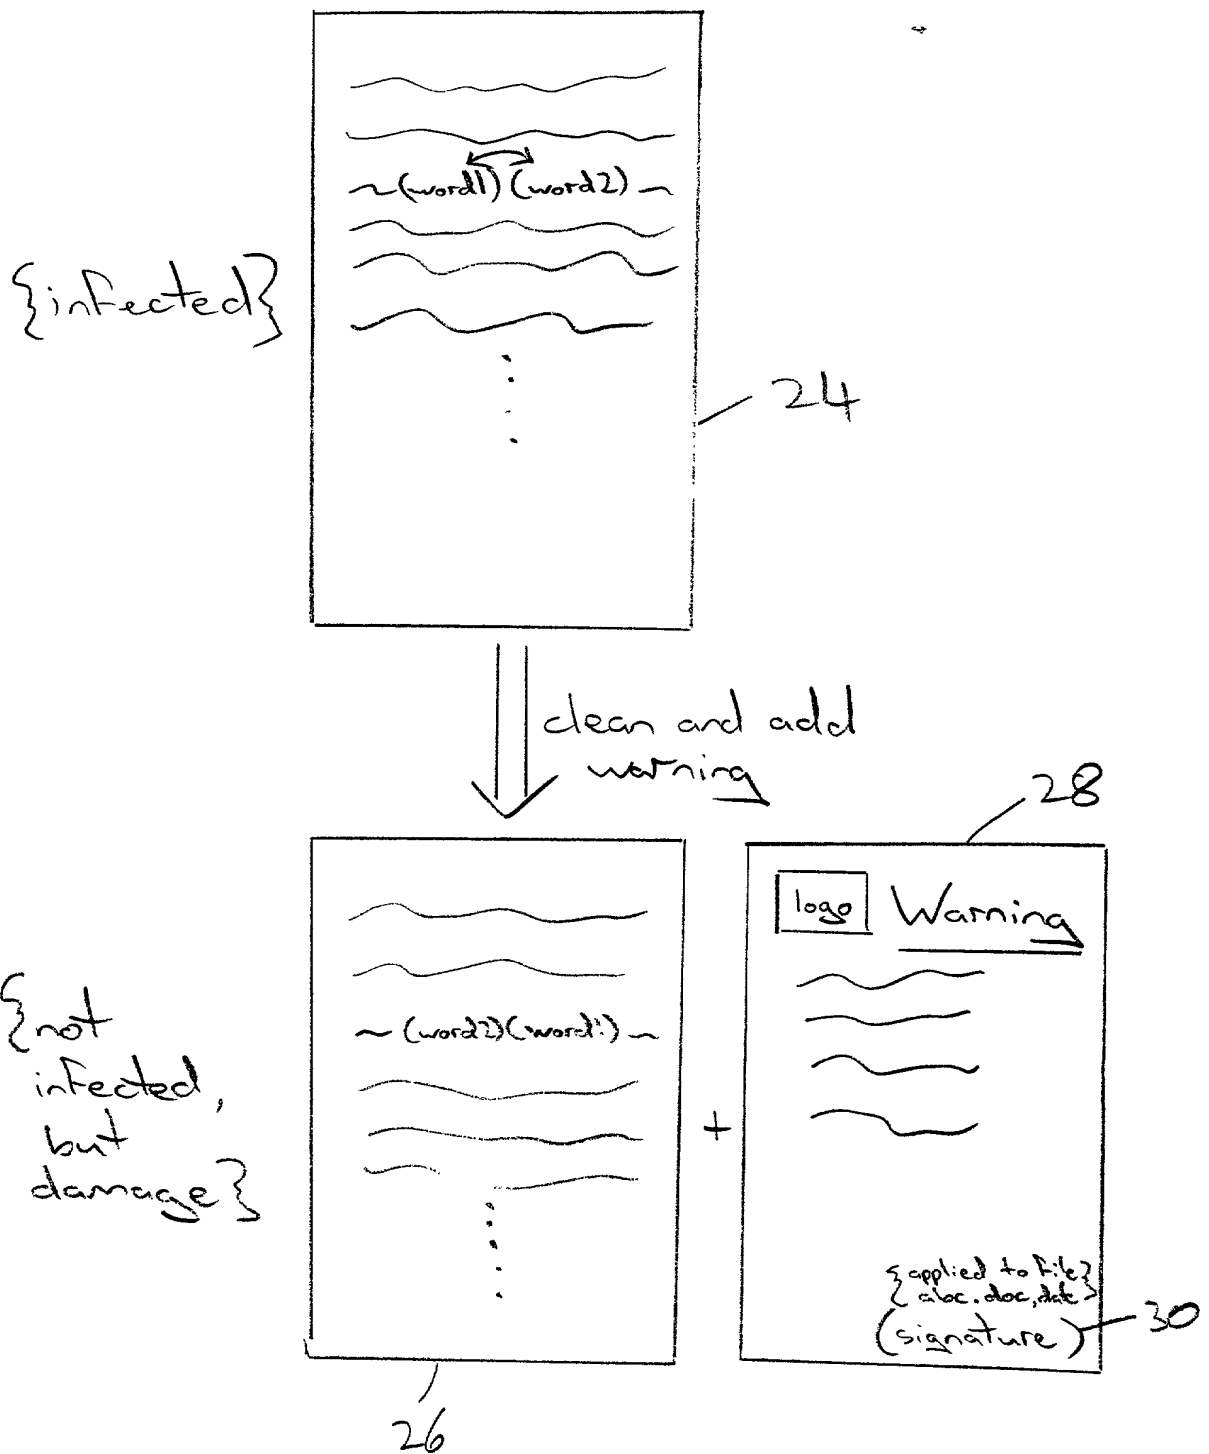 (word1) (word2)
{infected}
24
clean and add
warning
28
logo Warning
{not
infected,
but
damage}
(word2)(word1)
+
{applied to file}
{abc.doc, date}
(signature)
30
26